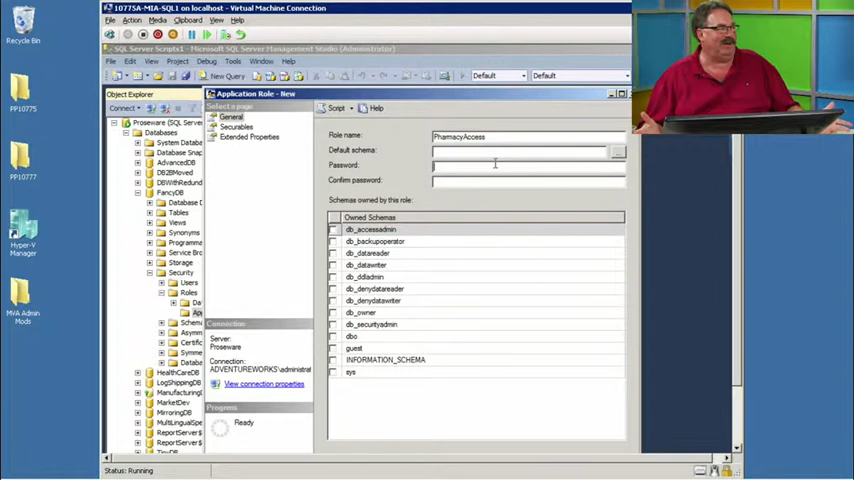 Recycle Bin
PP10775
PP10777
Hyper-V
Manager
MVA Admin
Mods
10775A-MIA-SQL1 on localhost - Virtual Machine Connection
File Action Media Clipboard View Help
SQL Server Scripts1 - Microsoft SQL Server Management Studio (Administrator)
File Edit View Project Debug Tools Window Help
New Query
Default
Default
Object Explorer
Connect
Proseware (SQL Server
Databases
System Databa
Database Snap
AdvanceDB
DB2BMoved
DBWithRedund
FancyDB
Database D
Tables
Views
Synonyms
Programma
Service Bro
Storage
Security
Users
Roles
Da
App
Schema
Asymm
Certific
Symme
Databa
HealthCareDB
LogShippingDB
Manufacturing
MarketDev
MirroringDB
MultiLingualSpe
ReportServer$
ReportServer$
Application Role - New
Select a page
General
Securables
Extended Properties
Script
Help
Role name:
PharmacyAccess
Default schema:
...
Password:
Confirm password:
Schemas owned by this role:
Owned Schemas
db_accessadmin
db_backupoperator
db_datareader
db_datawriter
db_ddladmin
db_denydatareader
db_denydatawriter
db_owner
db_securityadmin
dbo
guest
INFORMATION_SCHEMA
sys
Connection
Server:
Proseware
Connection:
ADVENTUREWORKS\administrat
View connection properties
Progress
Ready
Status: Running